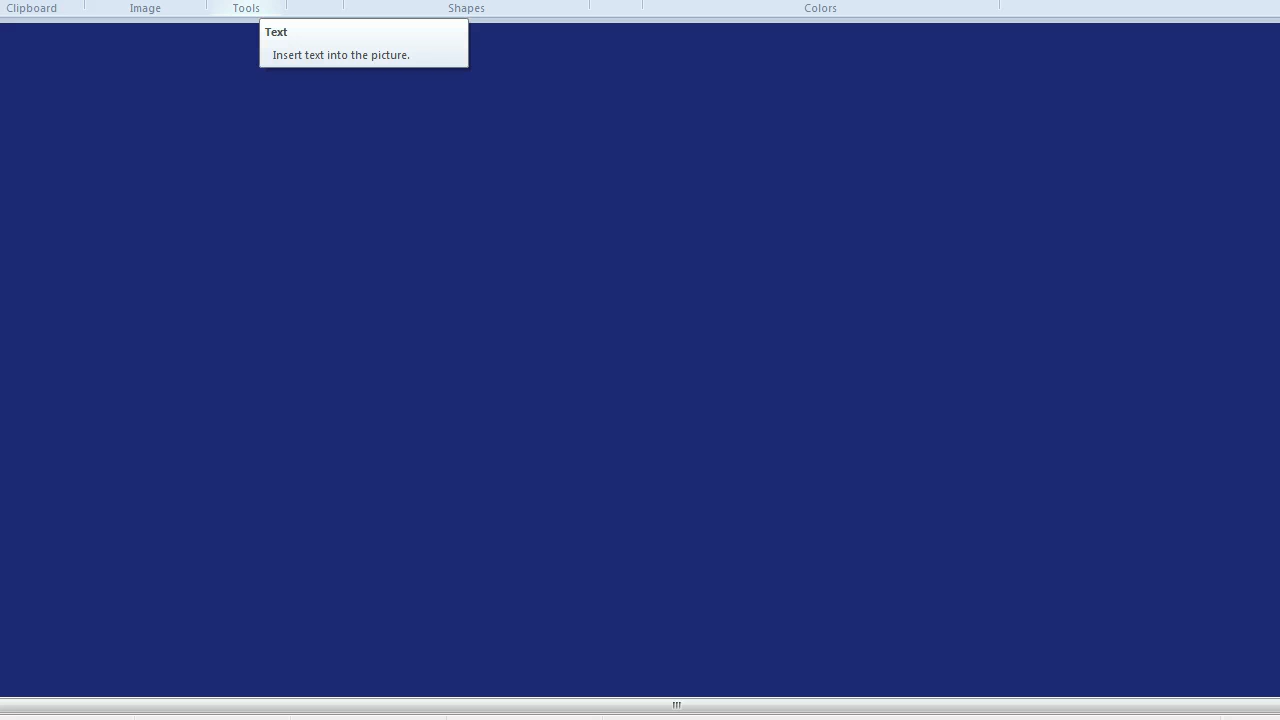 Clipboard Image Tools Shapes Colors
Text
Insert text into the picture.